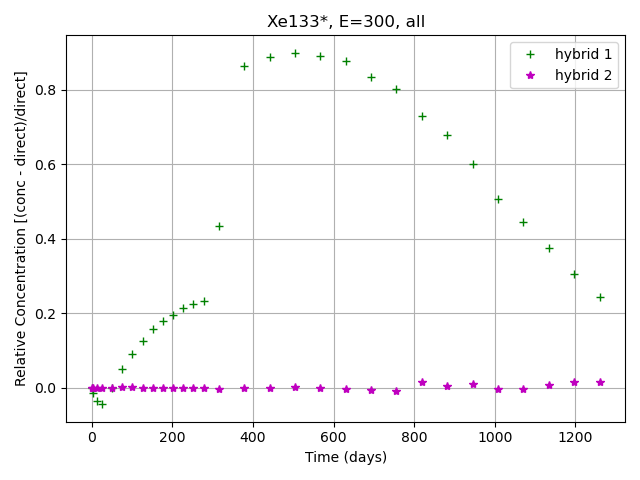 Xe133*, E=300, all
hybrid 1
hybrid 2
Relative Concentration [(conc - direct)/direct]
0.8
0.6
0.4
0.2
0.0
0 200 400 600 800 1000 1200
Time (days)